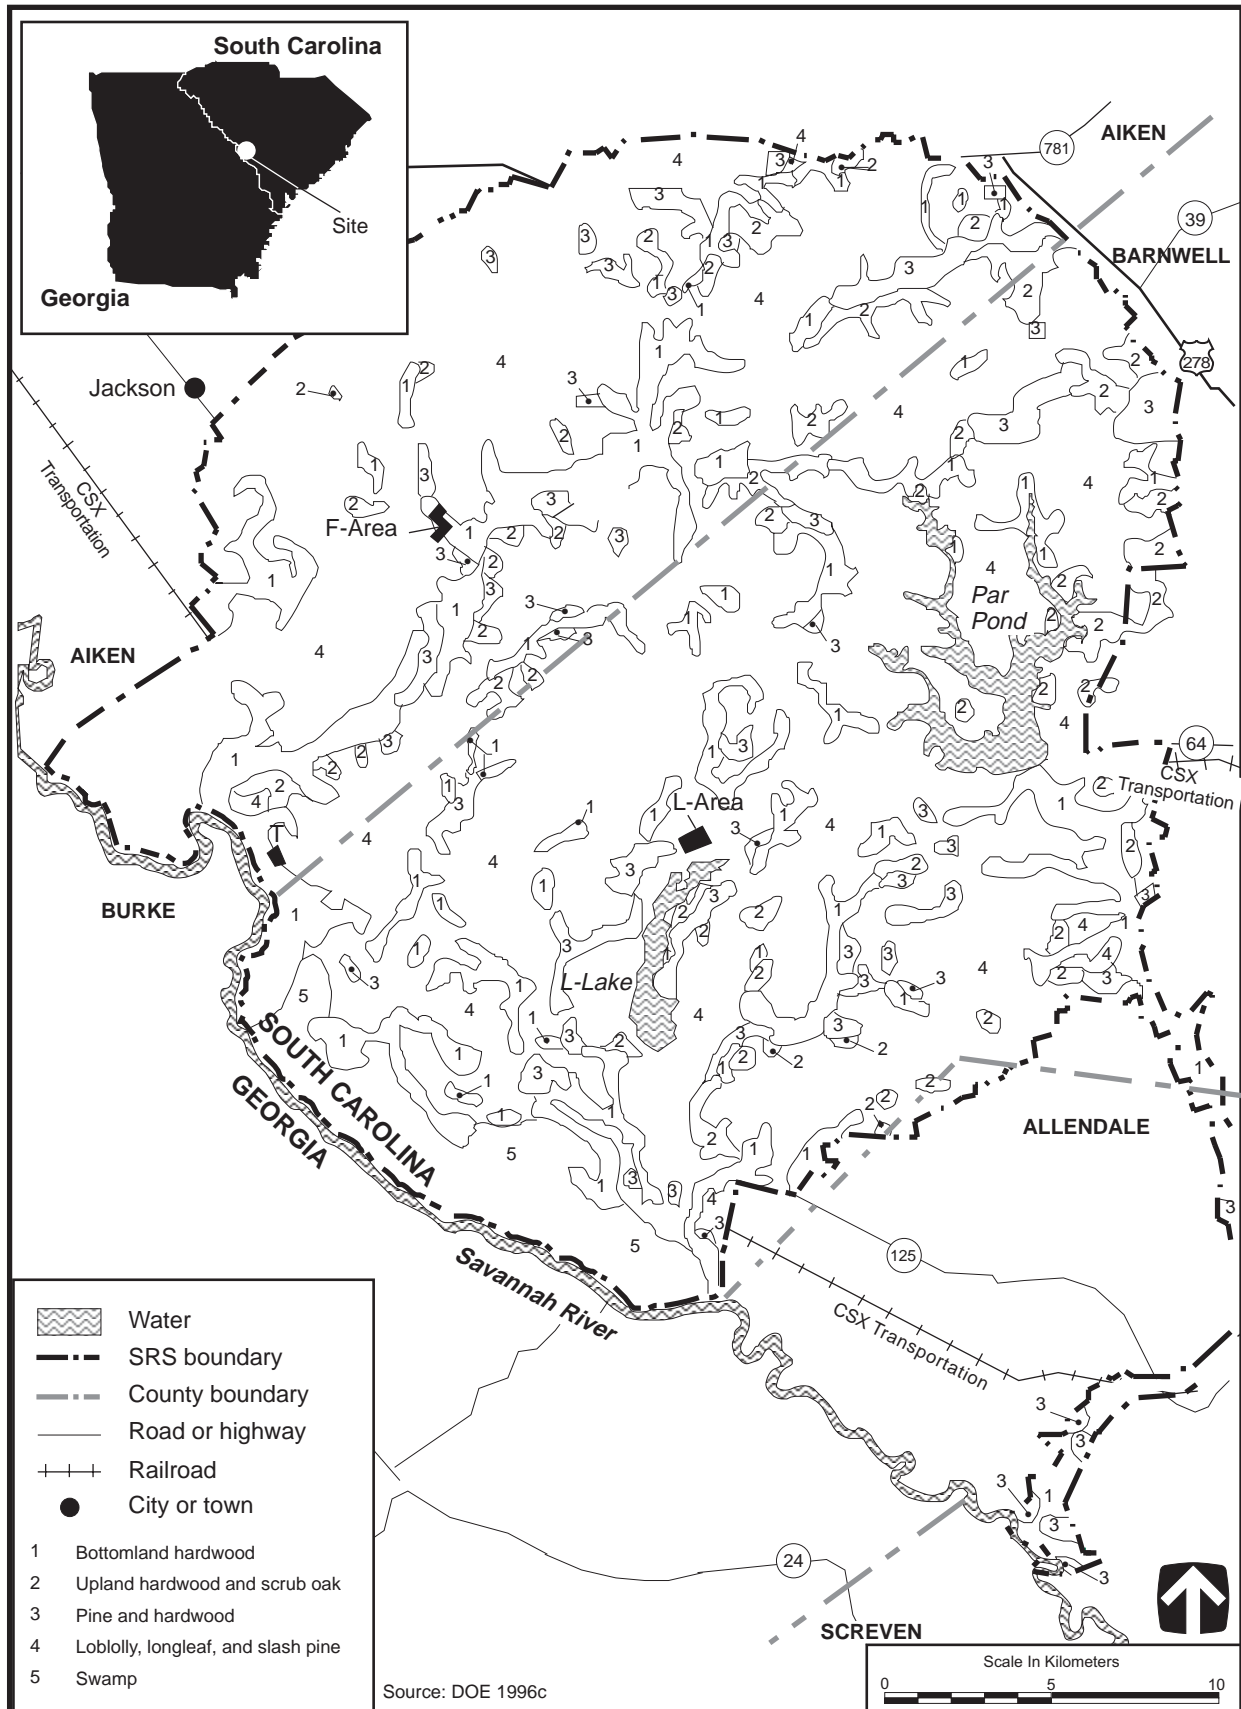 South Carolina
Site
Georgia
AIKEN
781
39
BARNWELL
278
Jackson
CSX
Transportation
F-Area
Par
Pond
AIKEN
64
CSX
Transportation
L-Area
T
BURKE
L-Lake
SOUTH CAROLINA
GEORGIA
ALLENDALE
125
Savannah River
CSX Transportation
24
SCREVEN
Water
SRS boundary
County boundary
Road or highway
Railroad
City or town
1 Bottomland hardwood
2 Upland hardwood and scrub oak
3 Pine and hardwood
4 Loblolly, longleaf, and slash pine
5 Swamp
Source: DOE 1996c
Scale In Kilometers
0 5 10